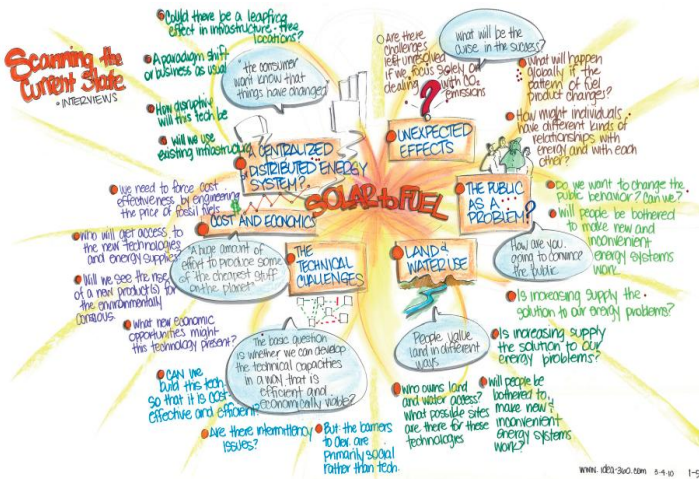 Scanning the
Current State
• INTERVIEWS
Could there be a leapfrog
effect in infrastructure - free
locations?
A paradigm shift
or business as usual
How disruptive
will this tech be
Will we use
existing infrastructure
"The consumer
wont know that
things have changed"
A CENTRALIZED
DISTRIBUTED ENERGY
SYSTEM?
Are there
challenges
left unresolved
if we focus solely on
dealing with CO2
emissions
?
UNEXPECTED
EFFECTS
what will be the
curse in the success?
What will happen
globally if the
pattern of fuel
product changes?
How might individuals
have different kinds of
relationships with
energy and with each
other?
SOLAR to FUEL
we need to force cost
effectiveness by engineering
the price of fossil fuels
COST AND ECONOMICS
Who will get access to
the new technologies
and energy supplies
Will we see the rise
of a new product(s) for
the environmentally
conscious.
What new economic
opportunities might
this technology present?
"A huge amount of
effort to produce some
of the cheapest stuff
on the planet"
THE
TECHNICAL
CHALLENGES
The basic question
is whether we can develop
the technical capacities
in a way that is
efficient and
economically viable?
CAN we
build this tech
so that it is cost
effective and efficient
Are there intermittency
issues?
But the barriers
to dev. are
primarily social
rather than tech.
LAND &
WATER USE
People value
land in different
ways
Who owns land
and water access?
What possible sites
are there for these
technologies
Will people be
bothered to
make new &
inconvenient
energy systems
work?
THE PUBLIC
AS A
PROBLEM?
How are you
going to convince
the public
Do we want to change the
public behavior? Can we?
Will people be bothered
to make new and
inconvenient
energy systems
work
Is increasing supply the
solution to our energy problems?
Is increasing supply
the solution to our
energy problems?
www.idea-360.com 3-4-10